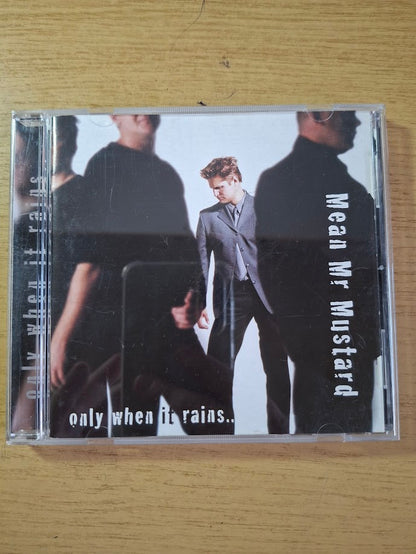 only when it rains
Mean Mr Mustard
only when it rains..